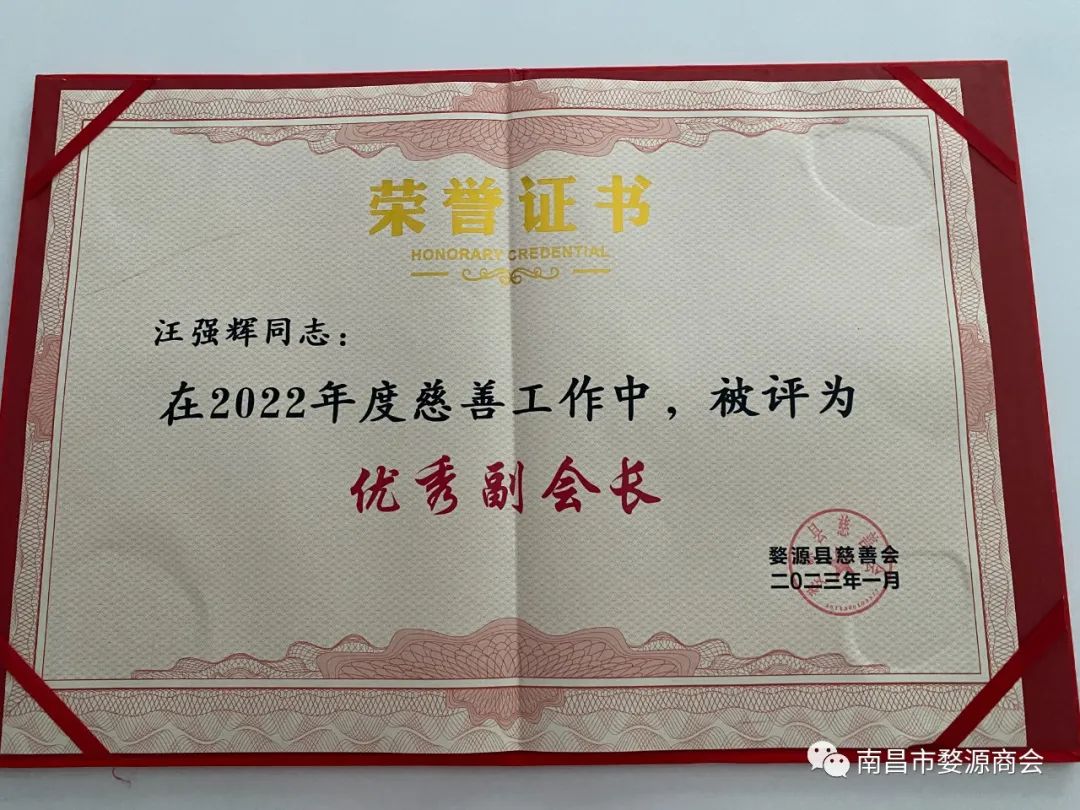 荣誉证书
HONORARY CREDENTIAL
汪强辉同志：
在2022年度慈善工作中，被评为
优秀副会长
婺源县慈善会
二〇二三年一月
南昌市婺源商会